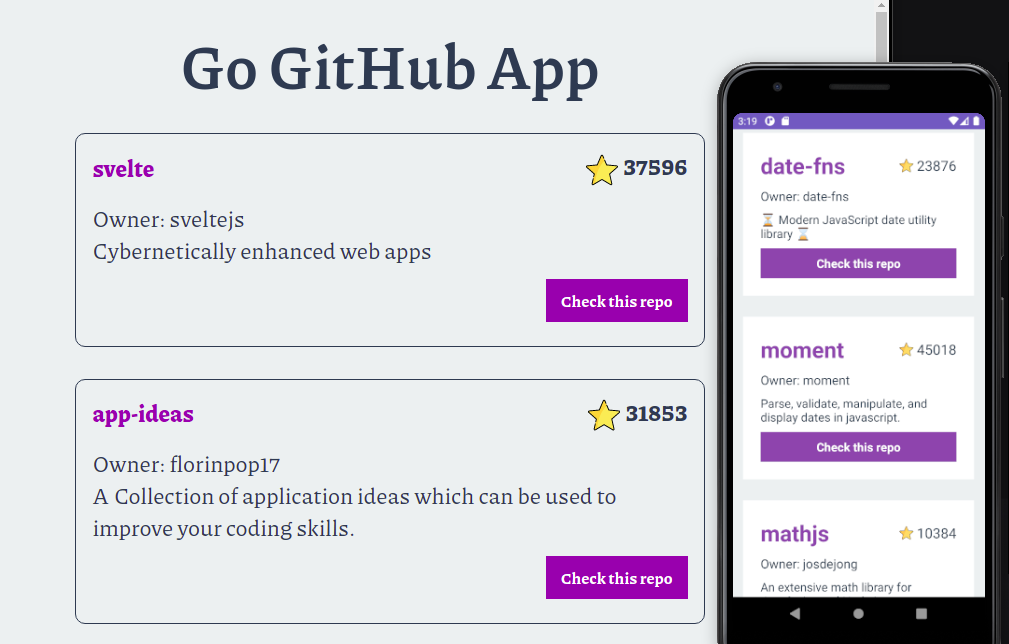 Go GitHub App
svelte
⭐ 37596
Owner: sveltejs
Cybernetically enhanced web apps
Check this repo
app-ideas
⭐ 31853
Owner: florinpop17
A Collection of application ideas which can be used to
improve your coding skills.
Check this repo
3:19
date-fns
⭐ 23876
Owner: date-fns
⌛ Modern JavaScript date utility
library ⌛
Check this repo
moment
⭐ 45018
Owner: moment
Parse, validate, manipulate, and
display dates in javascript.
Check this repo
mathjs
⭐ 10384
Owner: josdejong
An extensive math library for